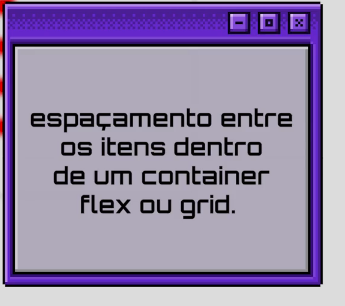 espaçamento entre
os itens dentro
de um container
flex ou grid.